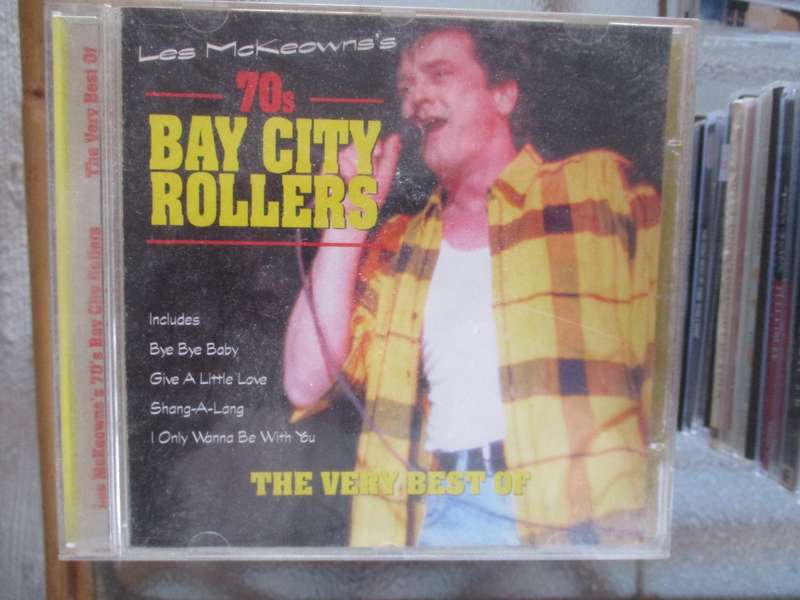 Les McKeowns's
70s
BAY CITY
ROLLERS
Includes
Bye Bye Baby
Give A Little Love
Shang-A-Lang
I Only Wanna Be With You
THE VERY BEST OF
Les McKeowns's 70's Bay City Rollers The Very Best Of